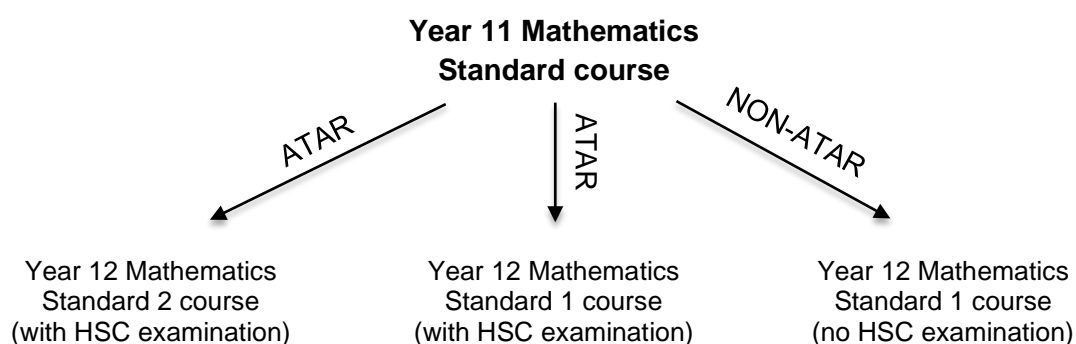 Year 11 Mathematics
Standard course
ATAR
ATAR
NON-ATAR
Year 12 Mathematics
Standard 2 course
(with HSC examination)
Year 12 Mathematics
Standard 1 course
(with HSC examination)
Year 12 Mathematics
Standard 1 course
(no HSC examination)